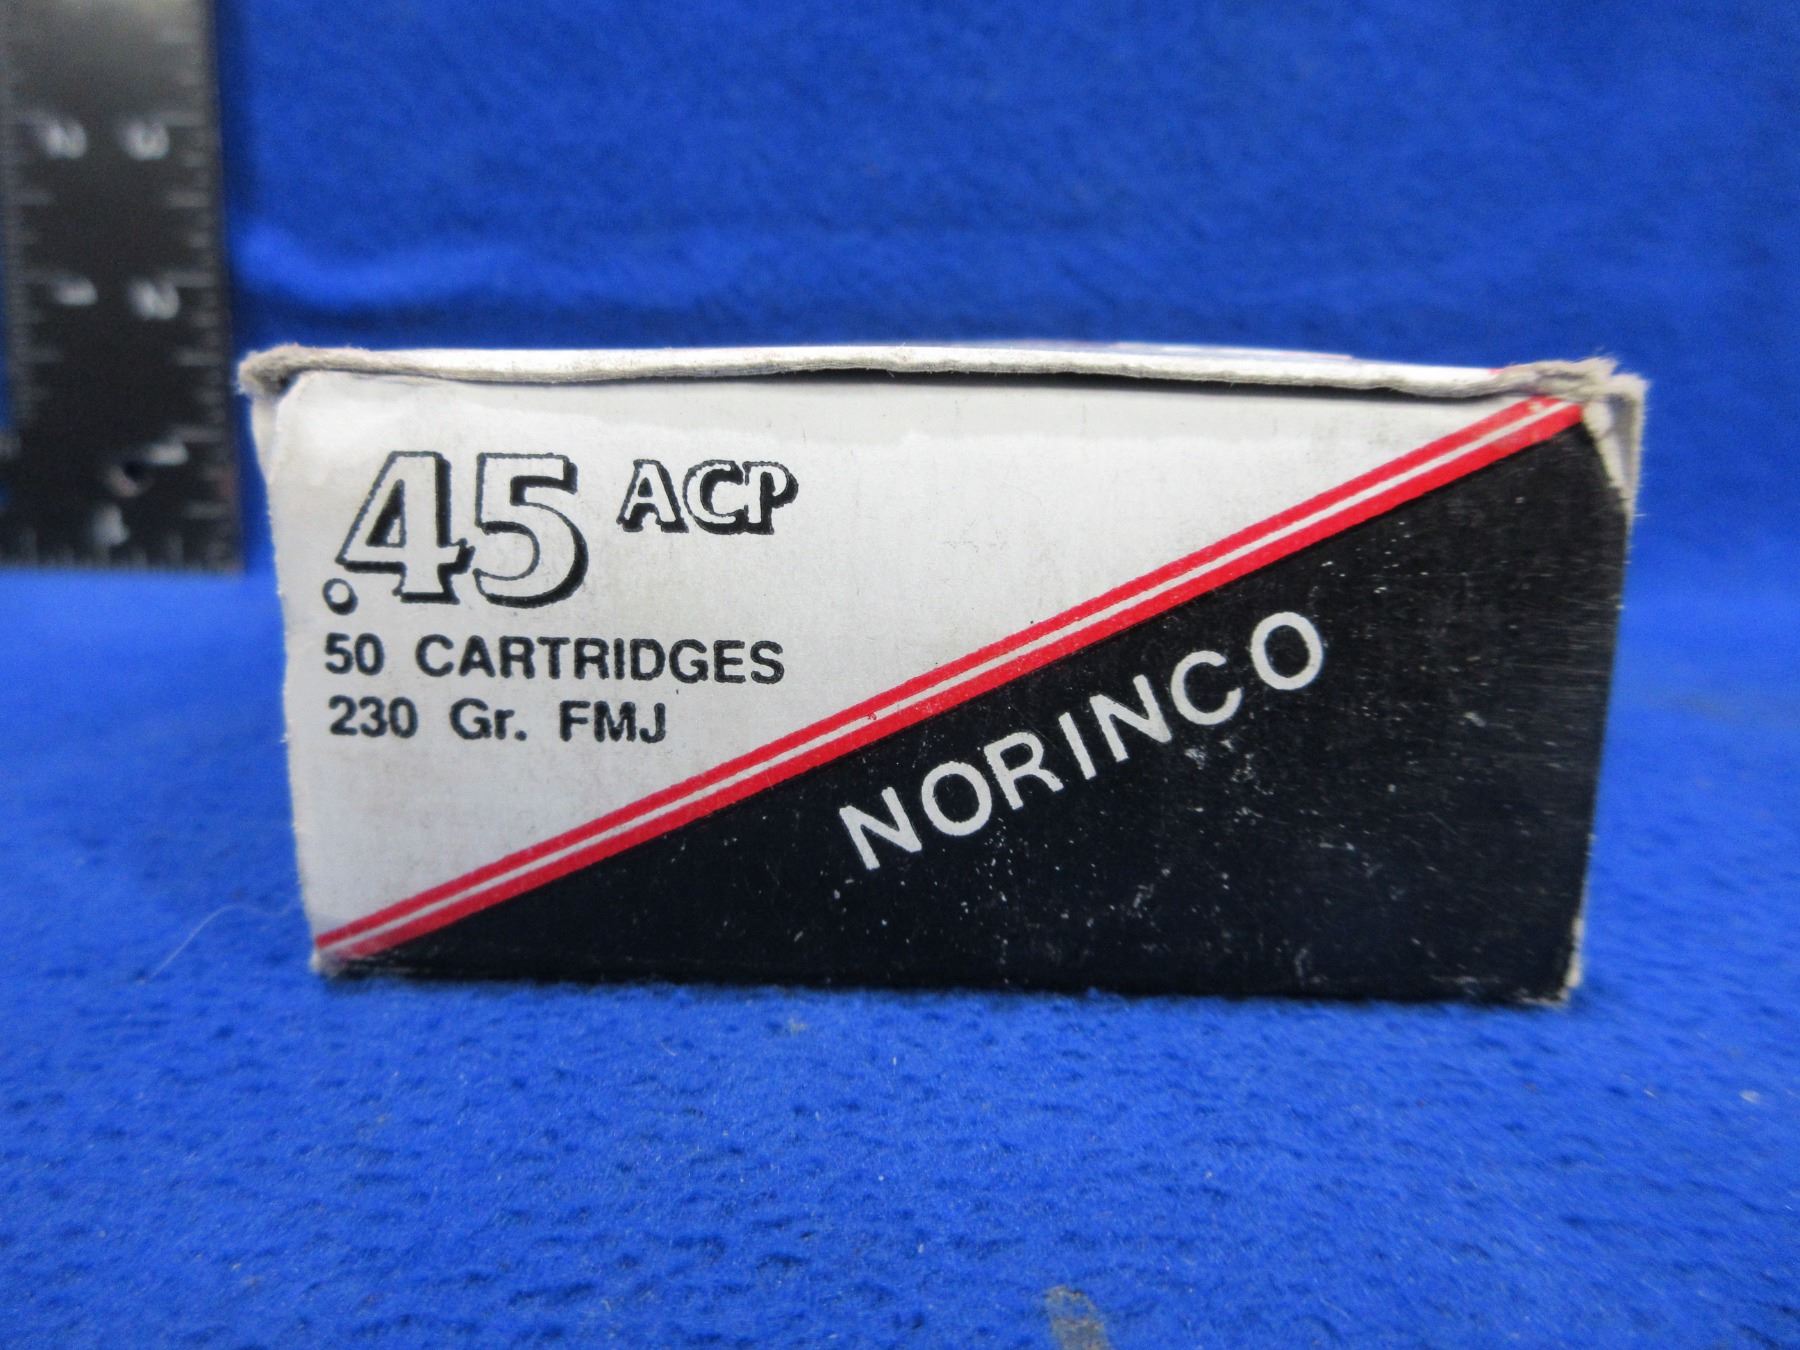 .45 ACP
50 CARTRIDGES
230 Gr. FMJ
NORINCO